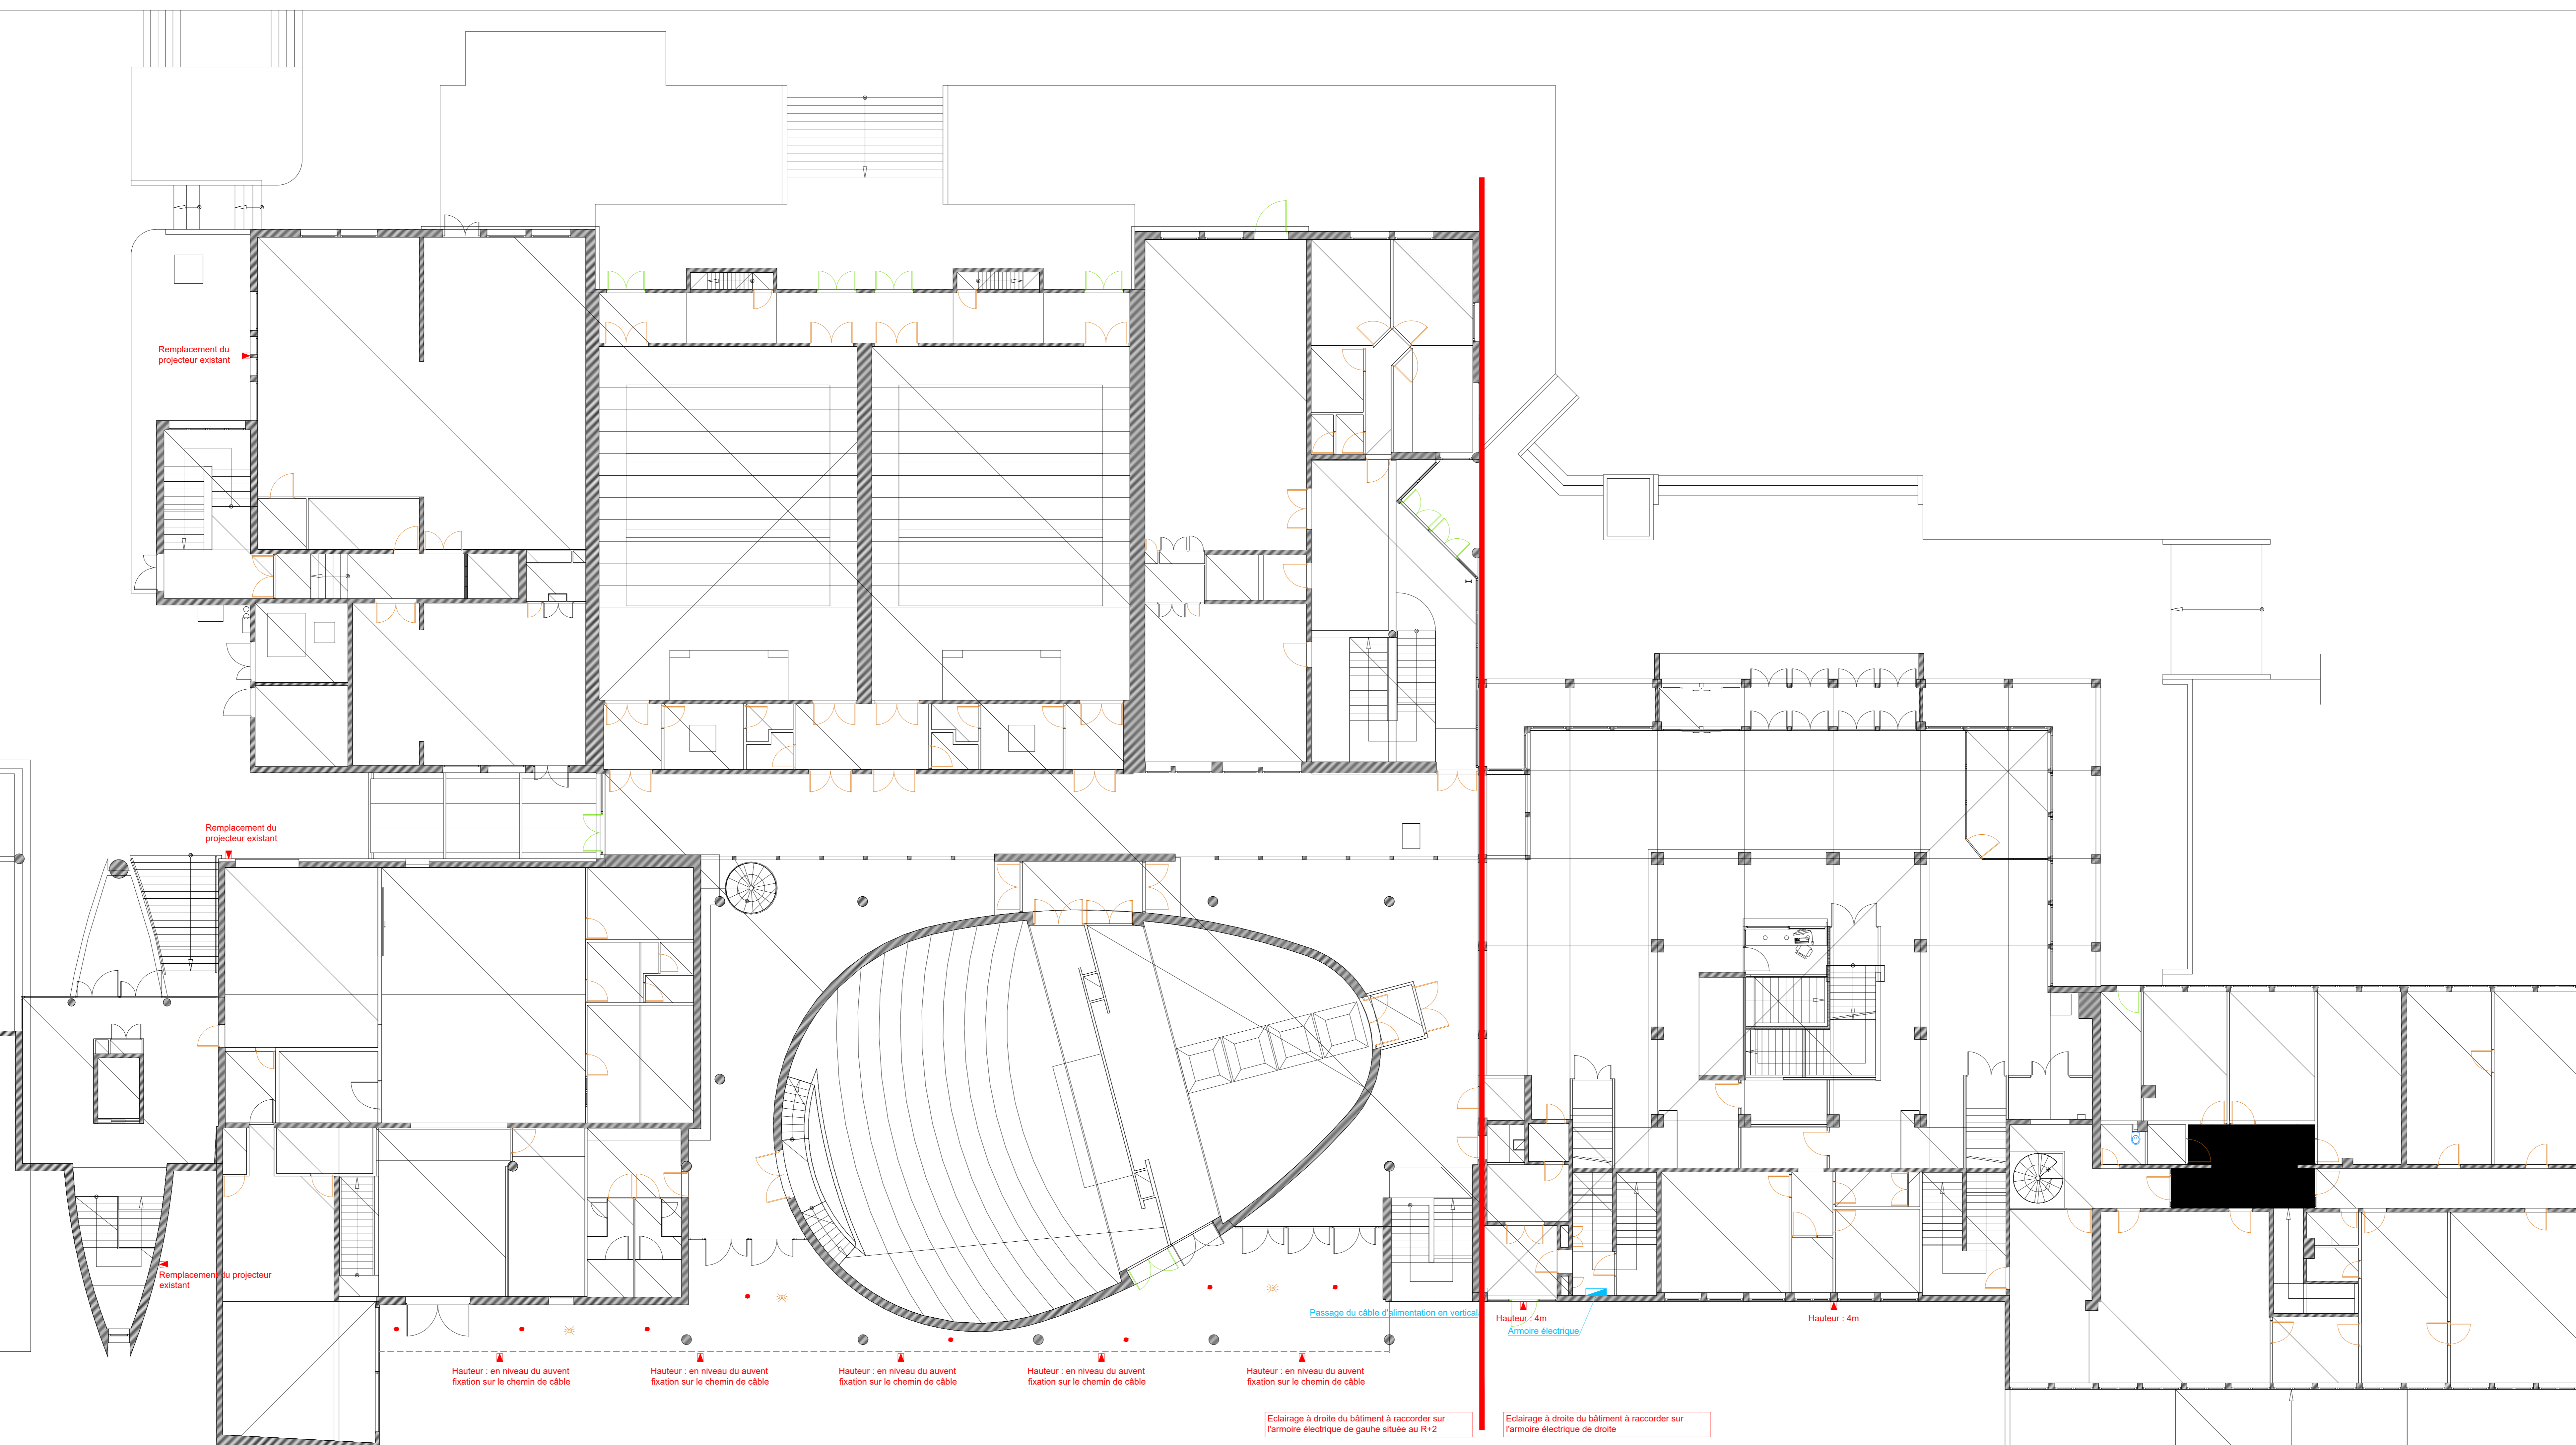 Remplacement du
projecteur existant
Remplacement du
projecteur existant
Remplacement du projecteur
existant
Passage du câble d'alimentation en vertical
Hauteur : 4m
Armoire électrique
Hauteur : 4m
Hauteur : en niveau du auvent
fixation sur le chemin de câble
Hauteur : en niveau du auvent
fixation sur le chemin de câble
Hauteur : en niveau du auvent
fixation sur le chemin de câble
Hauteur : en niveau du auvent
fixation sur le chemin de câble
Hauteur : en niveau du auvent
fixation sur le chemin de câble
Eclairage à droite du bâtiment à raccorder sur
l'armoire électrique de gauhe située au R+2
Eclairage à droite du bâtiment à raccorder sur
l'armoire électrique de droite